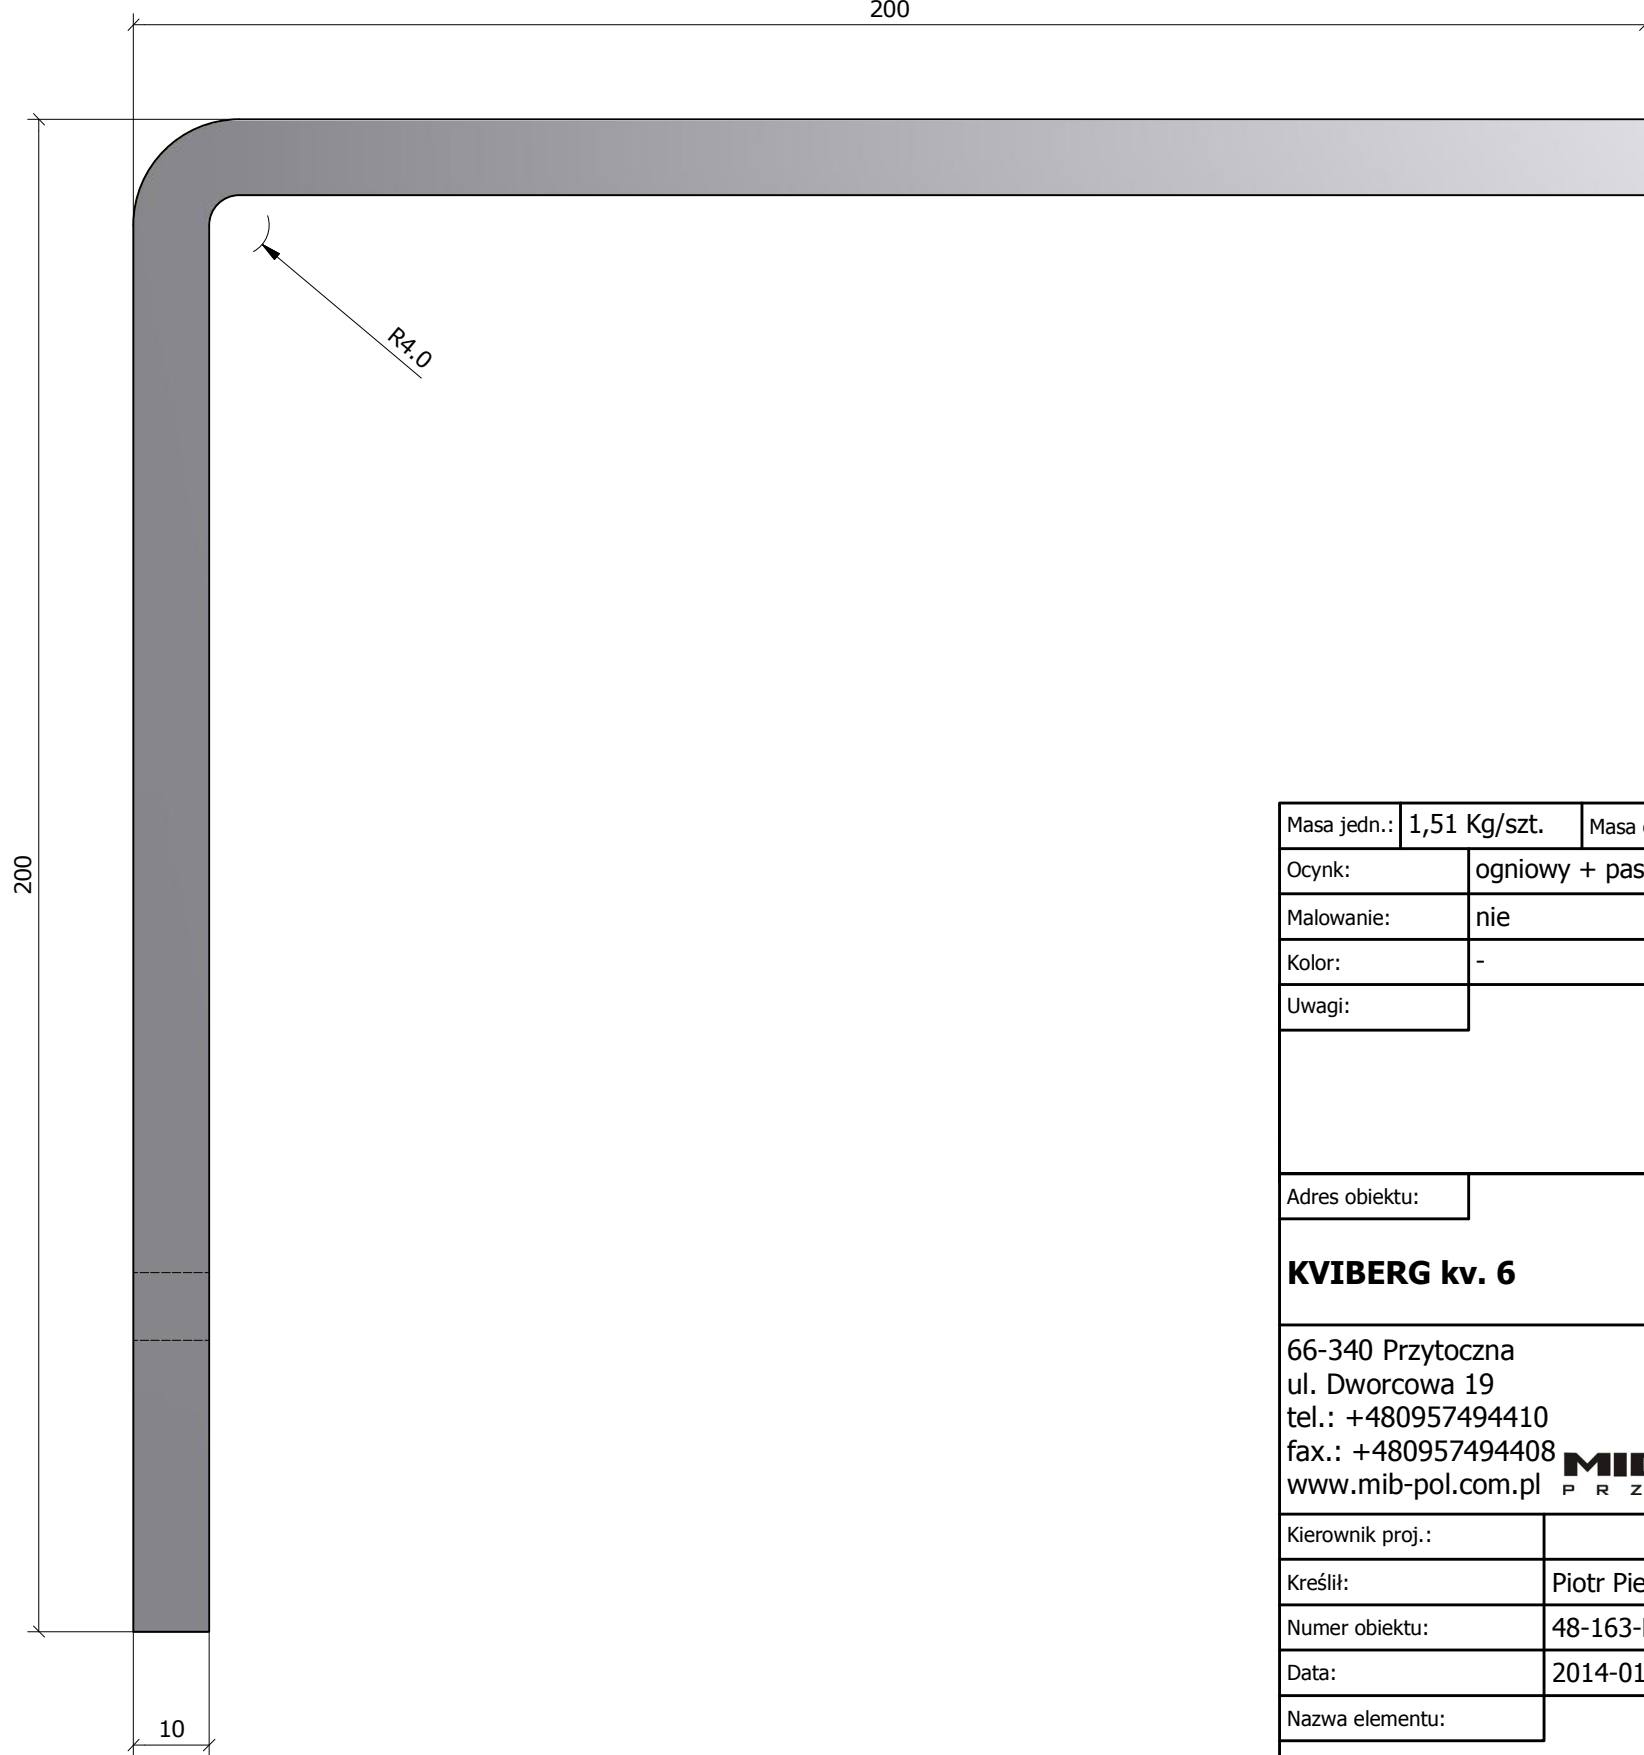 200
R4.0
200
10
Masa jedn.: 1,51 Kg/szt. Masa
Ocynk: ogniowy +
Malowanie: nie
Kolor: -
Uwagi:
Adres obiektu:
KVIBERG kv. 6
66-340 Przytoczna
ul. Dworcowa 19
tel.: +480957494410
fax.: +480957494408
www.mib-pol.com.pl
P R Z
Kierownik proj.:
Kreślił: Piotr
Numer obiektu: 48-163-
Data: 2014-01
Nazwa elementu: